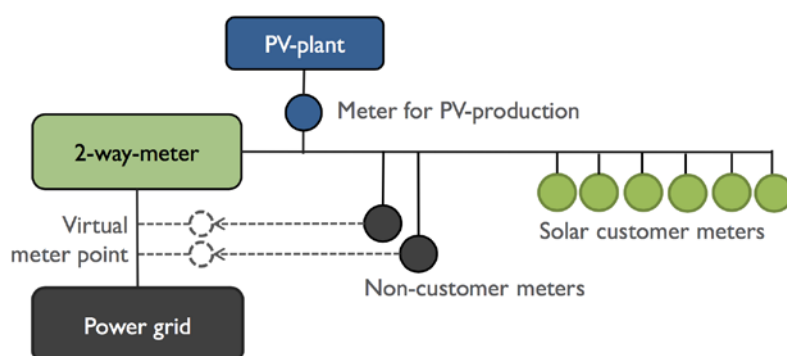 PV-plant
Meter for PV-production
2-way-meter
Virtual
meter point
Solar customer meters
Non-customer meters
Power grid